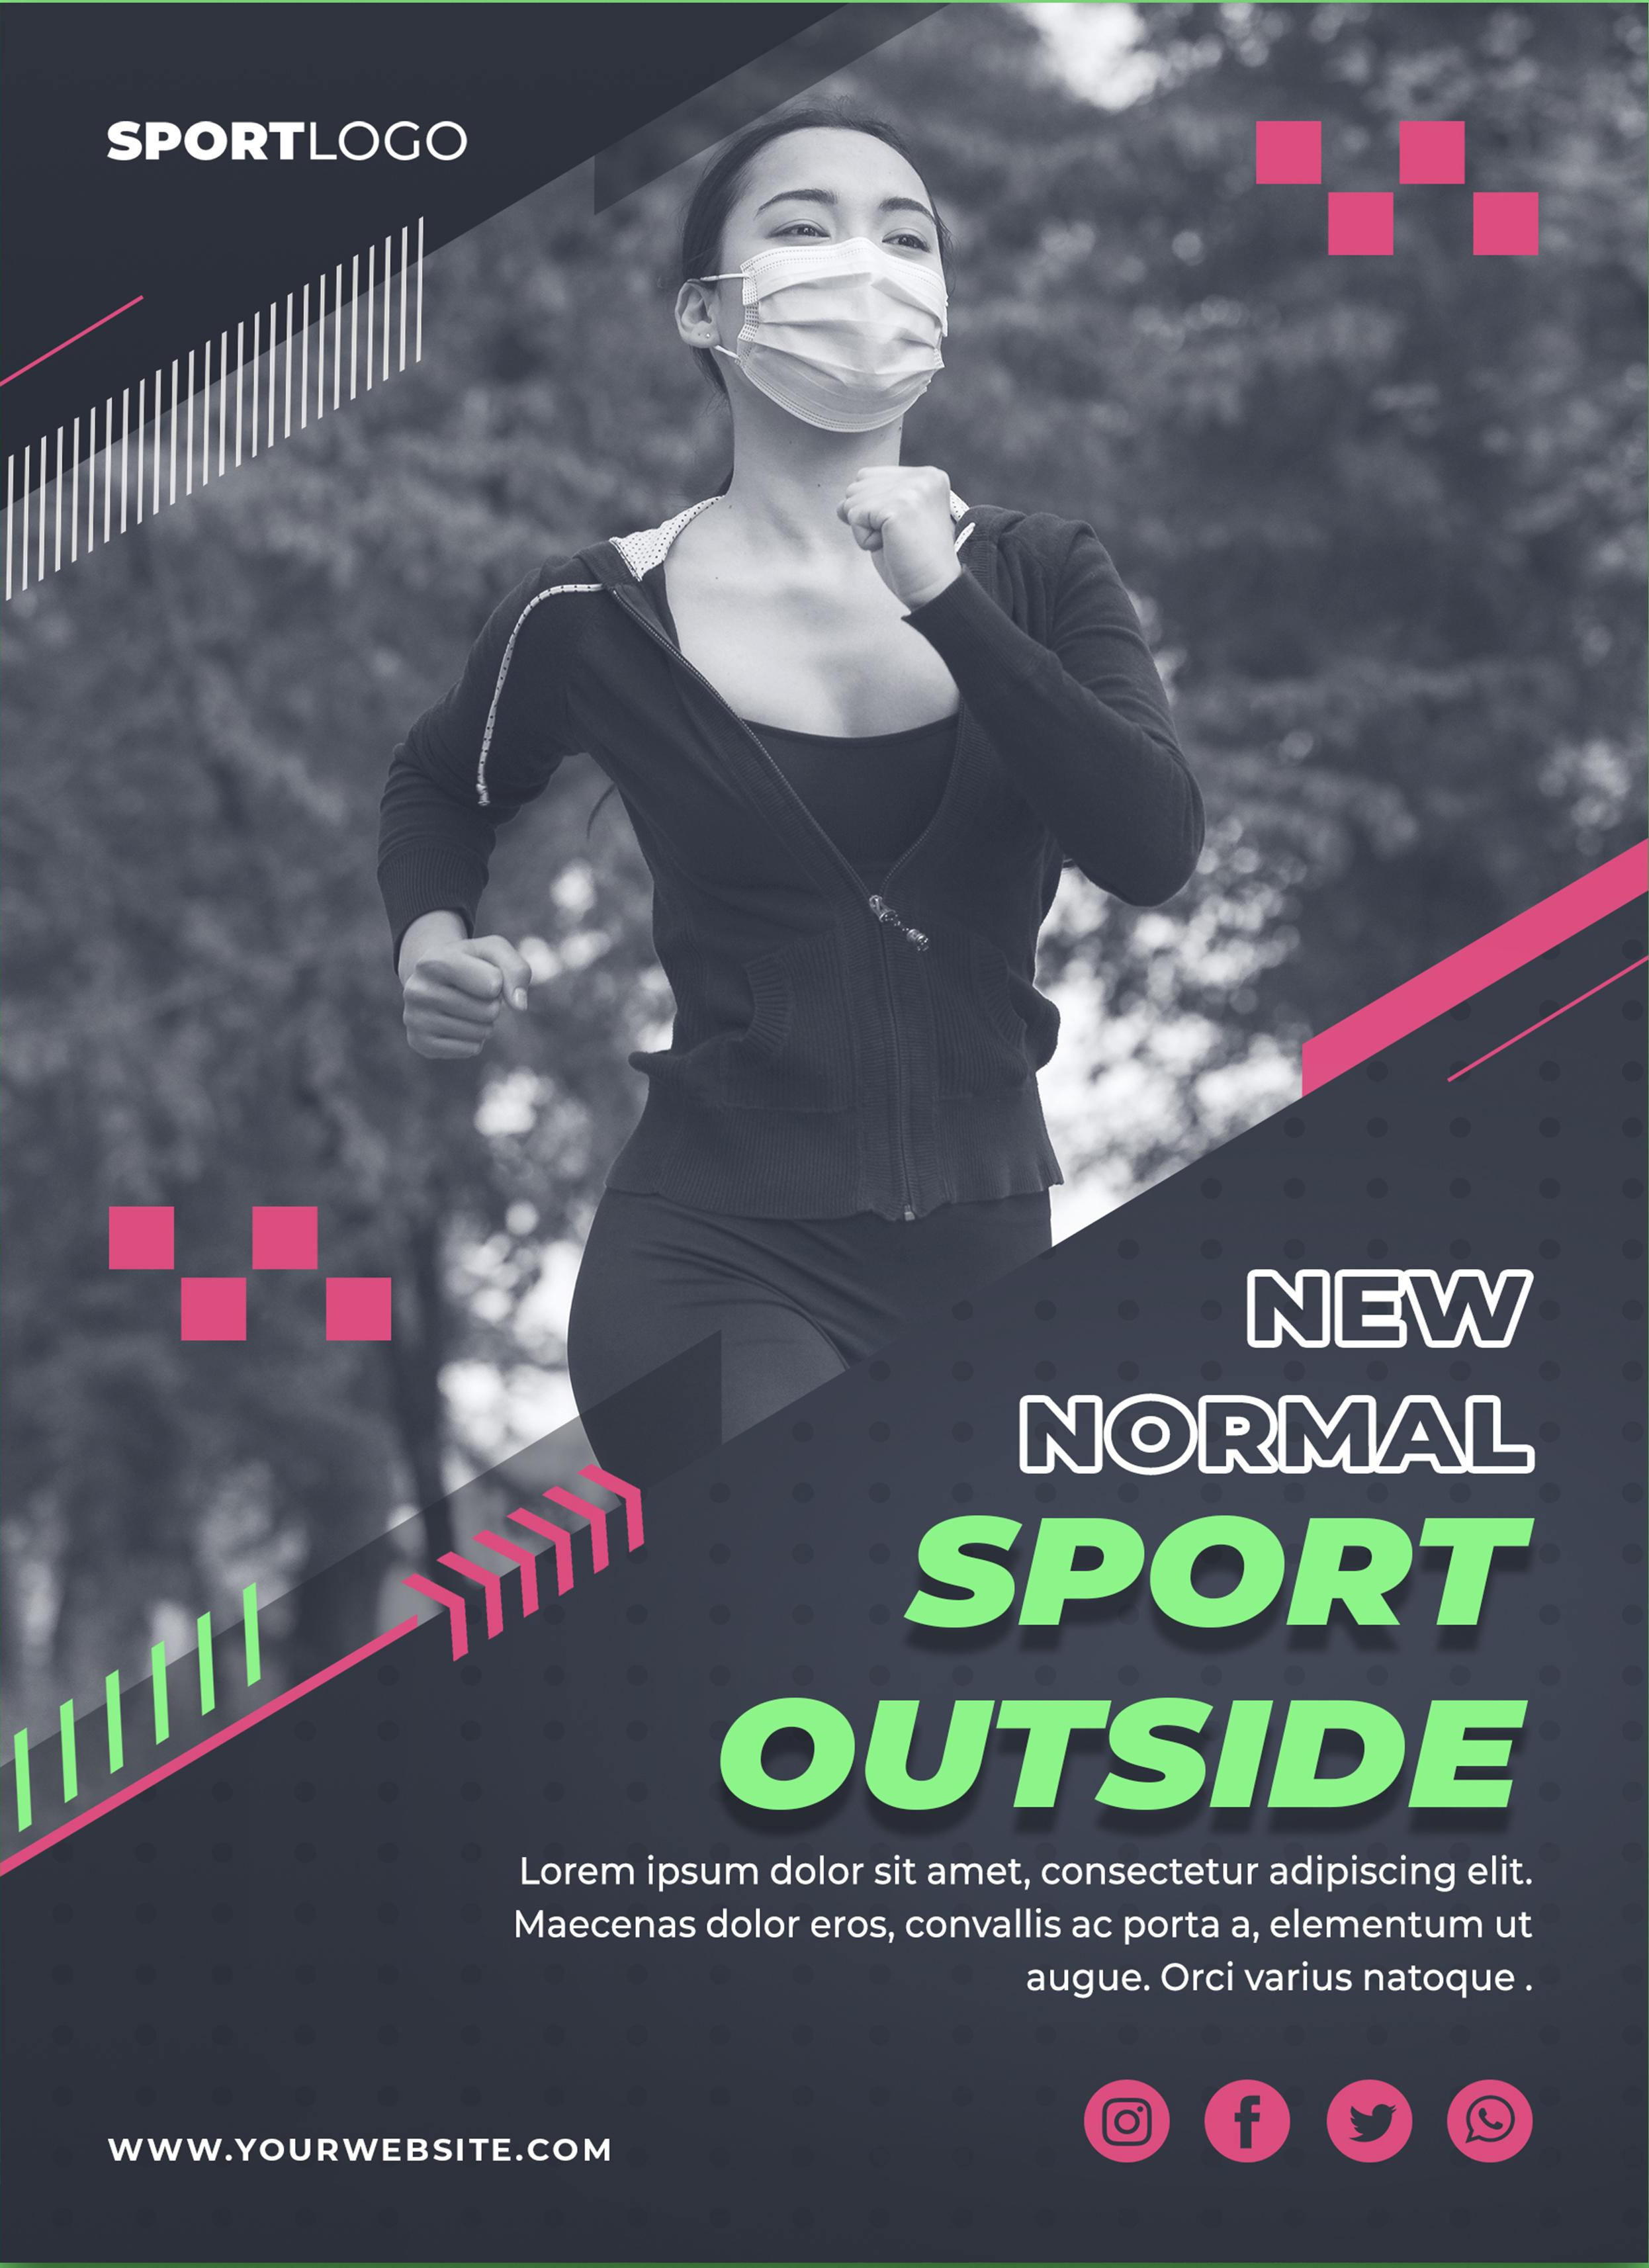 SPORTLOGO
NEW
NORMAL
SPORT
OUTSIDE
Lorem ipsum dolor sit amet, consectetur adipiscing elit.
Maecenas dolor eros, convallis ac porta a, elementum ut
augue. Orci varius natoque .
WWW.YOURWEBSITE.COM